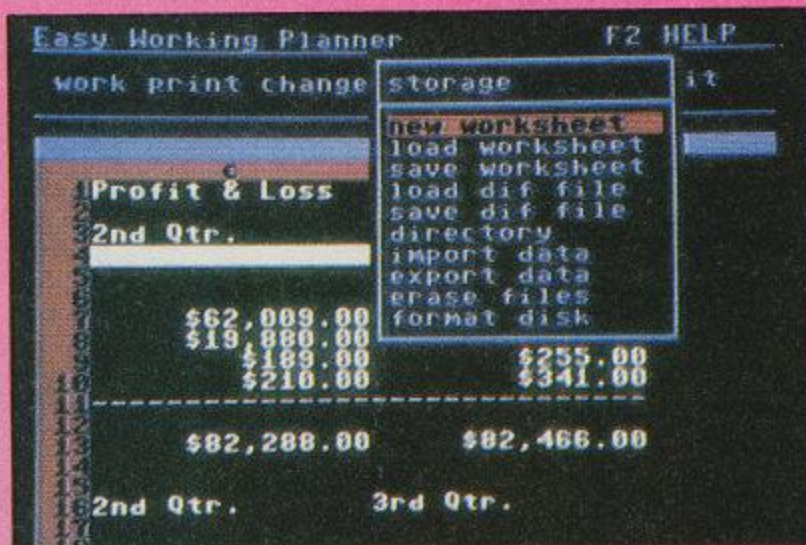 Easy Working Planner F2 HELP
work print change storage it
new worksheet
load worksheet
save worksheet
load dif file
save dif file
directory
import data
export data
erase files
format disk
c
Profit & Loss
2nd Qtr.
$62,009.00
$19,880.00
$189.00 $255.00
$210.00 $341.00
$82,288.00 $82,466.00
2nd Qtr. 3rd Qtr.